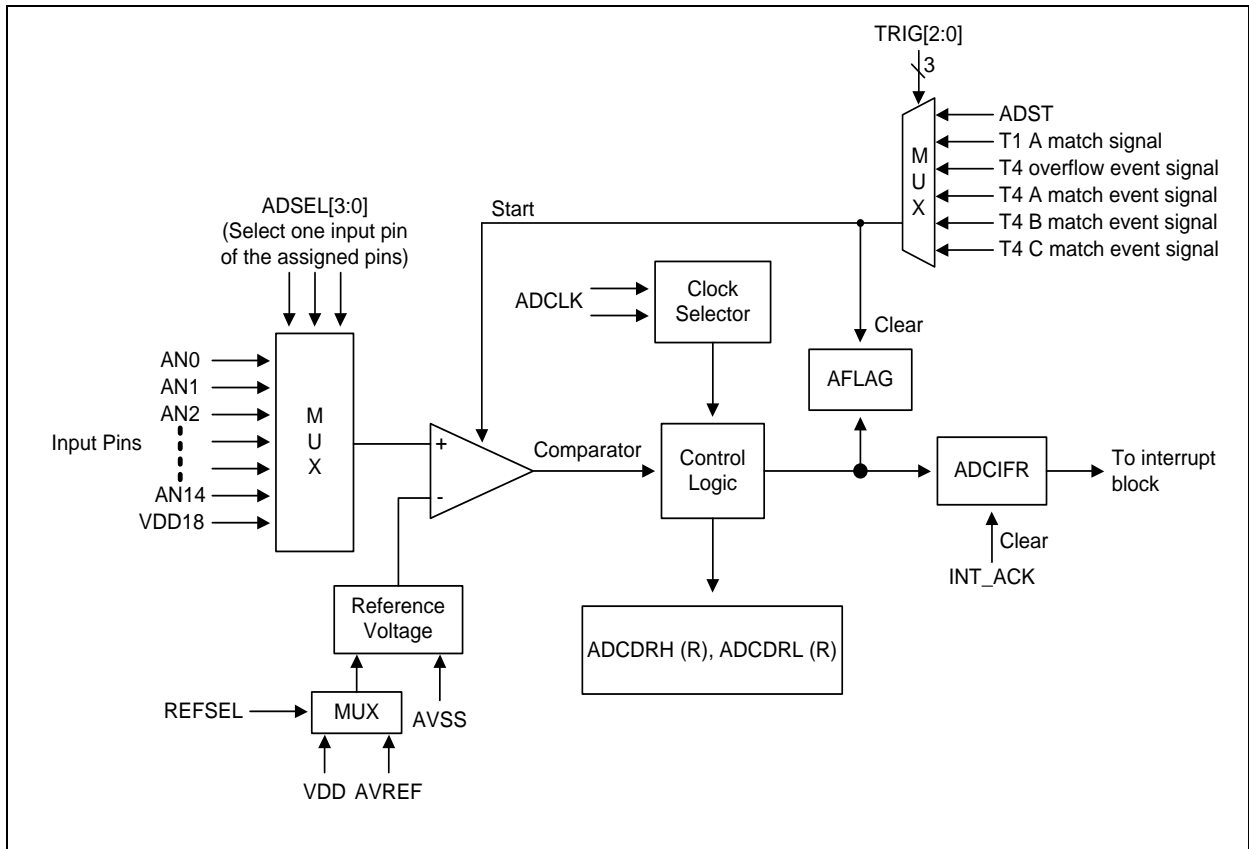 TRIG[2:0]
3
ADST
T1 A match signal
T4 overflow event signal
T4 A match event signal
T4 B match event signal
T4 C match event signal
M
U
X
ADSEL[3:0]
(Select one input pin
of the assigned pins)
Start
ADCLK
Clock
Selector
Clear
AFLAG
AN0
AN1
AN2
Input Pins
AN14
VDD18
M
U
X
+
-
Comparator
Control
Logic
ADCIFR
To interrupt
block
Clear
INT_ACK
Reference
Voltage
ADCDRH (R), ADCDRL (R)
REFSEL
MUX
AVSS
VDD AVREF